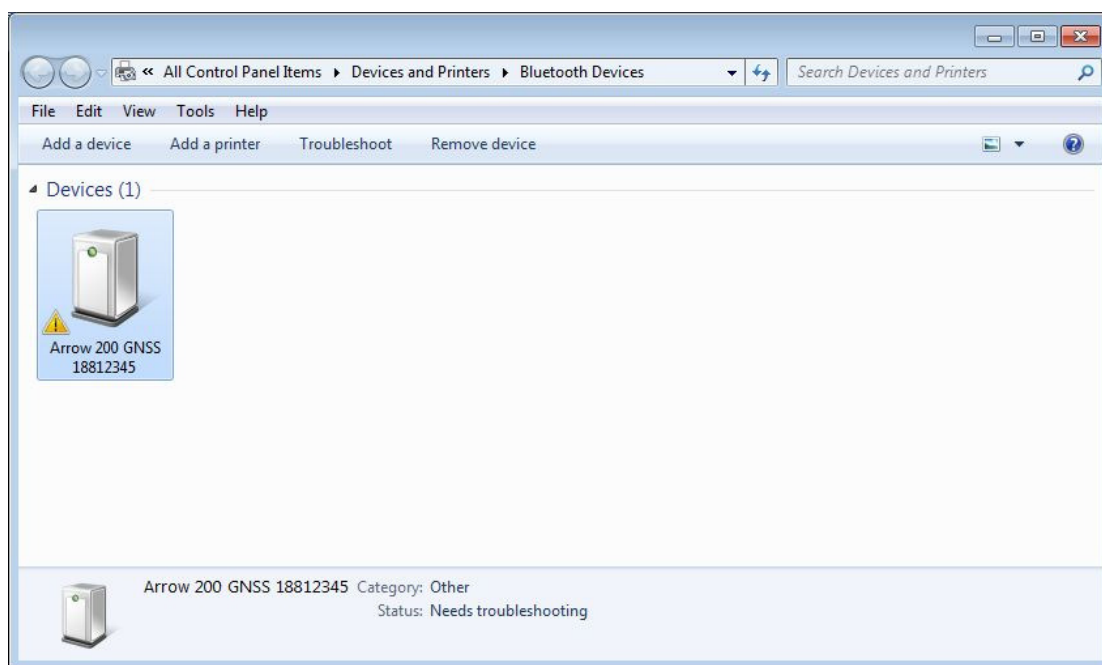 « All Control Panel Items ▸ Devices and Printers ▸ Bluetooth Devices
Search Devices and Printers
File Edit View Tools Help
Add a device Add a printer Troubleshoot Remove device
Devices (1)
Arrow 200 GNSS
18812345
Arrow 200 GNSS 18812345 Category: Other
Status: Needs troubleshooting